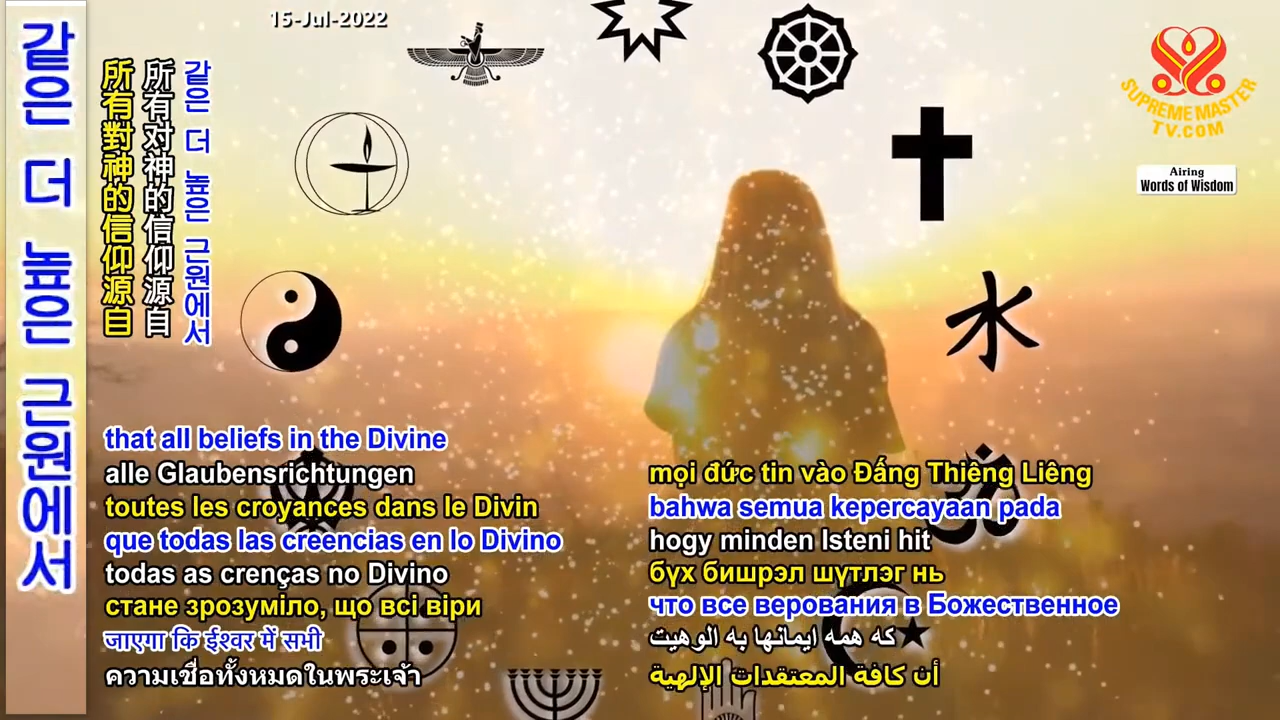 15-Jul-2022
같은 더 높은 근원에서
所有對神的信仰源自
所有对神的信仰源自
같은 더 높은 근원에서
SUPREME MASTER
TV.COM
Airing
Words of Wisdom
水
ॐ
that all beliefs in the Divine
alle Glaubensrichtungen
toutes les croyances dans le Divin
que todas las creencias en lo Divino
todas as crenças no Divino
стане зрозуміло, що всі віри
जाएगा कि ईश्वर में सभी
ความเชื่อทั้งหมดในพระเจ้า
mọi đức tin vào Đấng Thiêng Liêng
bahwa semua kepercayaan pada
hogy minden Isteni hit
бүх бишрэл шүтлэг нь
что все верования в Божественное
که همه ایمانها به الوهیت
أن كافة المعتقدات الإلهية